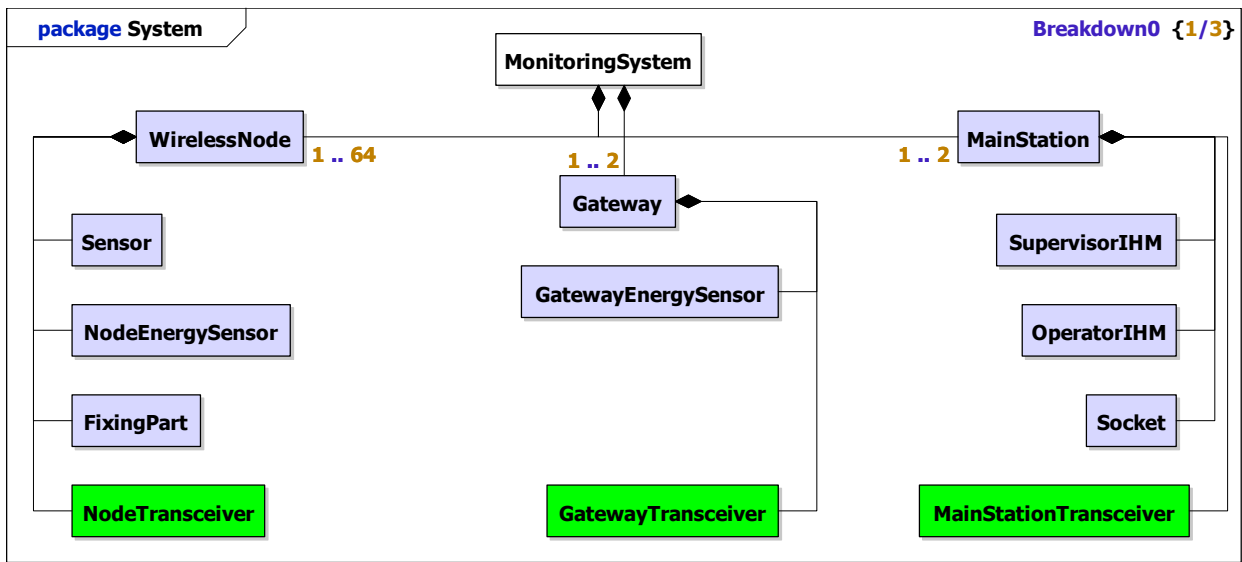 package System
Breakdown0 {1/3}
MonitoringSystem
WirelessNode
MainStation
1 .. 64
1 .. 2
1 .. 2
Gateway
Sensor
SupervisorIHM
GatewayEnergySensor
NodeEnergySensor
OperatorIHM
FixingPart
Socket
NodeTransceiver
GatewayTransceiver
MainStationTransceiver